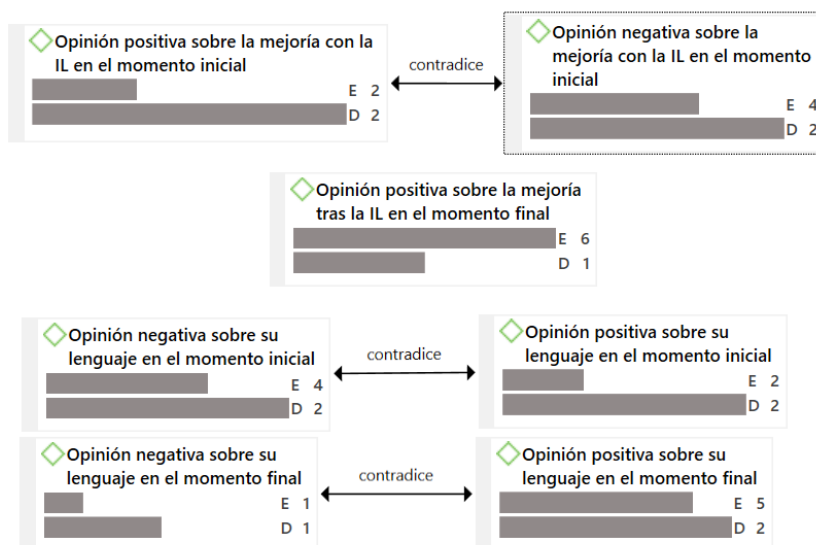 Opinión positiva sobre la mejoría con la
IL en el momento inicial
E 2
D 2
contradice
Opinión negativa sobre la
mejoría con la IL en el momento
inicial
E 4
D 2
Opinión positiva sobre la mejoría
tras la IL en el momento final
E 6
D 1
Opinión negativa sobre su
lenguaje en el momento inicial
E 4
D 2
contradice
Opinión positiva sobre su
lenguaje en el momento inicial
E 2
D 2
Opinión negativa sobre su
lenguaje en el momento final
E 1
D 1
contradice
Opinión positiva sobre su
lenguaje en el momento final
E 5
D 2